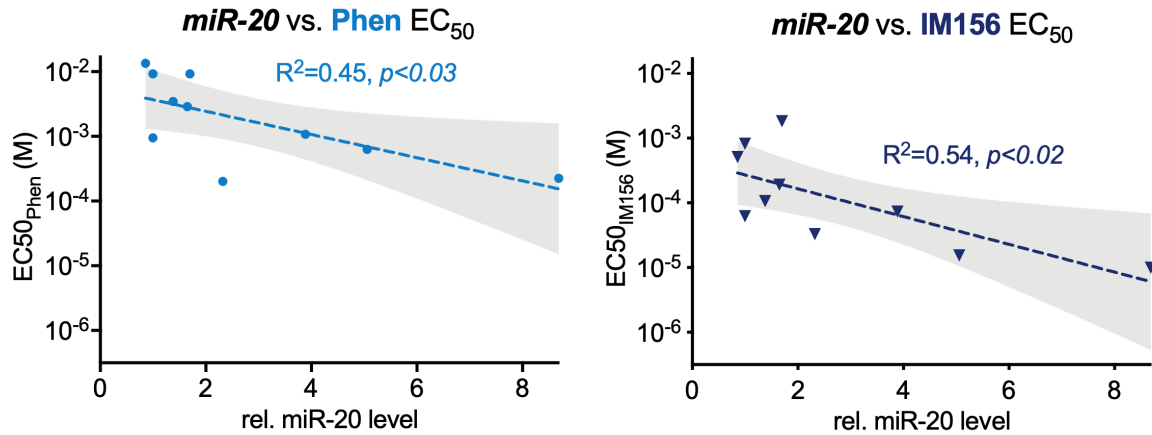 miR-20 vs. Phen EC50
R2=0.45, p<0.03
10-2
10-3
10-4
10-5
10-6
EC50Phen (M)
0 2 4 6 8
rel. miR-20 level
miR-20 vs. IM156 EC50
R2=0.54, p<0.02
10-2
10-3
10-4
10-5
10-6
EC50IM156 (M)
0 2 4 6 8
rel. miR-20 level